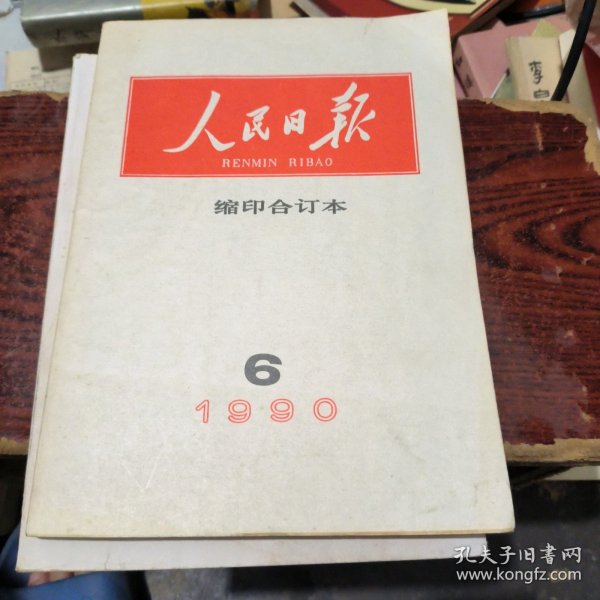 人民日报
RENMIN RIBAO
缩印合订本
6
1990
孔夫子旧书网
www.kongfz.com